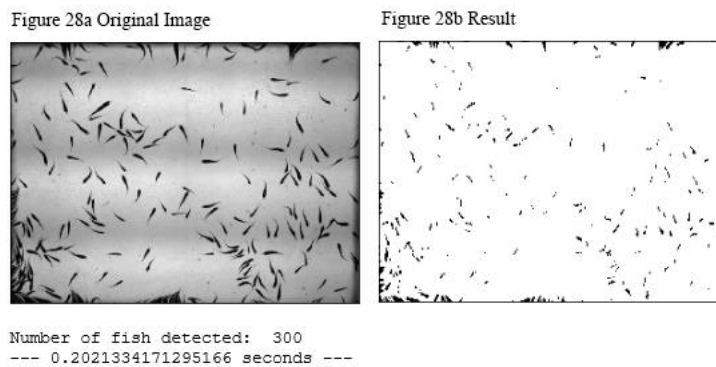 Figure 28a Original Image
Figure 28b Result
Number of fish detected:  300
--- 0.2021334171295166 seconds ---